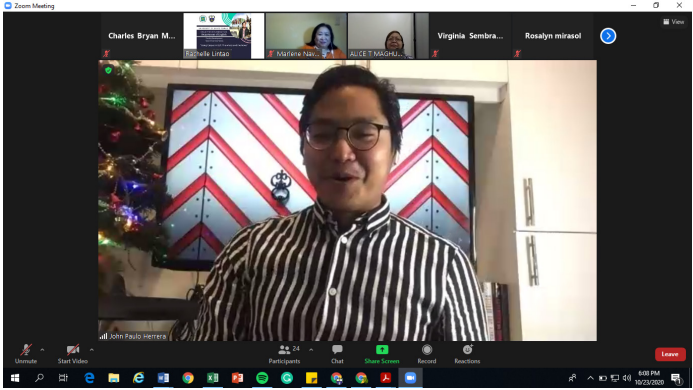 Zoom Meeting
View
Charles Bryan M...
Rachelle Lintao
Marlene Nav...
ALICE T MAGHU...
Virginia Sembra...
Rosalyn mirasol
John Paulo Herrera
Unmute
Start Video
24
Participants
Chat
Share Screen
Record
Reactions
Leave
6:08 PM
10/23/2020